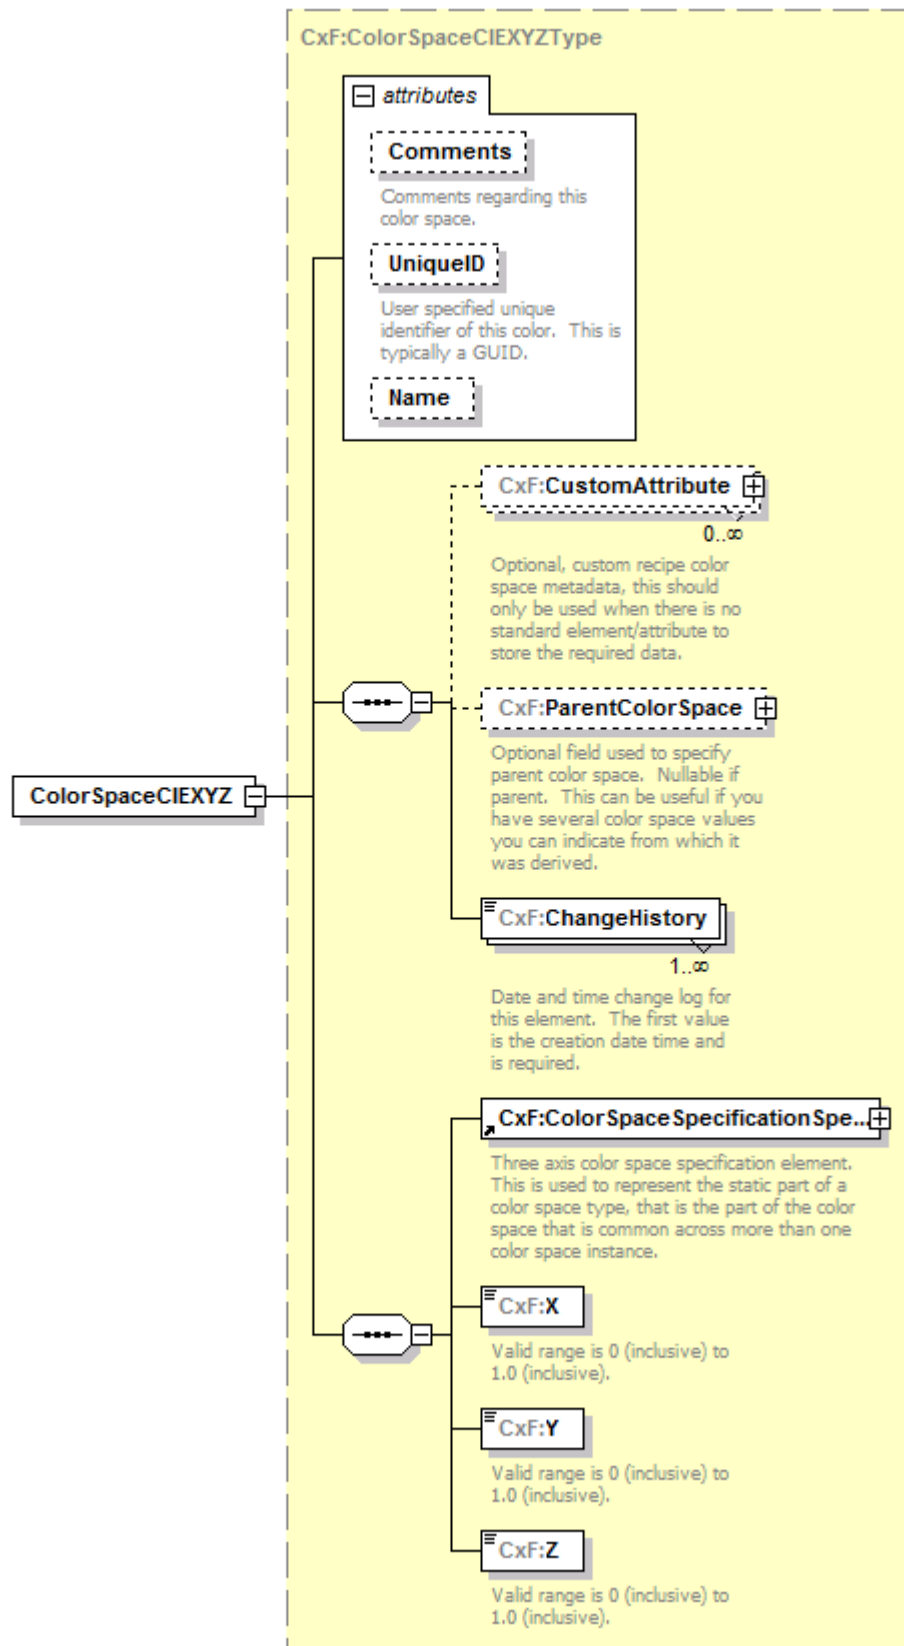 CxF:ColorSpaceCIEXYZType
attributes
Comments
Comments regarding this
color space.
UniqueID
User specified unique
identifier of this color.  This is
typically a GUID.
Name
CxF:CustomAttribute
0..∞
Optional, custom recipe color
space metadata, this should
only be used when there is no
standard element/attribute to
store the required data.
CxF:ParentColorSpace
Optional field used to specify
parent color space.  Nullable if
parent.  This can be useful if you
have several color space values
you can indicate from which it
was derived.
ColorSpaceCIEXYZ
CxF:ChangeHistory
1..∞
Date and time change log for
this element.  The first value
is the creation date time and
is required.
CxF:ColorSpaceSpecificationSpe...
Three axis color space specification element.
This is used to represent the static part of a
color space type, that is the part of the color
space that is common across more than one
color space instance.
CxF:X
Valid range is 0 (inclusive) to
1.0 (inclusive).
CxF:Y
Valid range is 0 (inclusive) to
1.0 (inclusive).
CxF:Z
Valid range is 0 (inclusive) to
1.0 (inclusive).